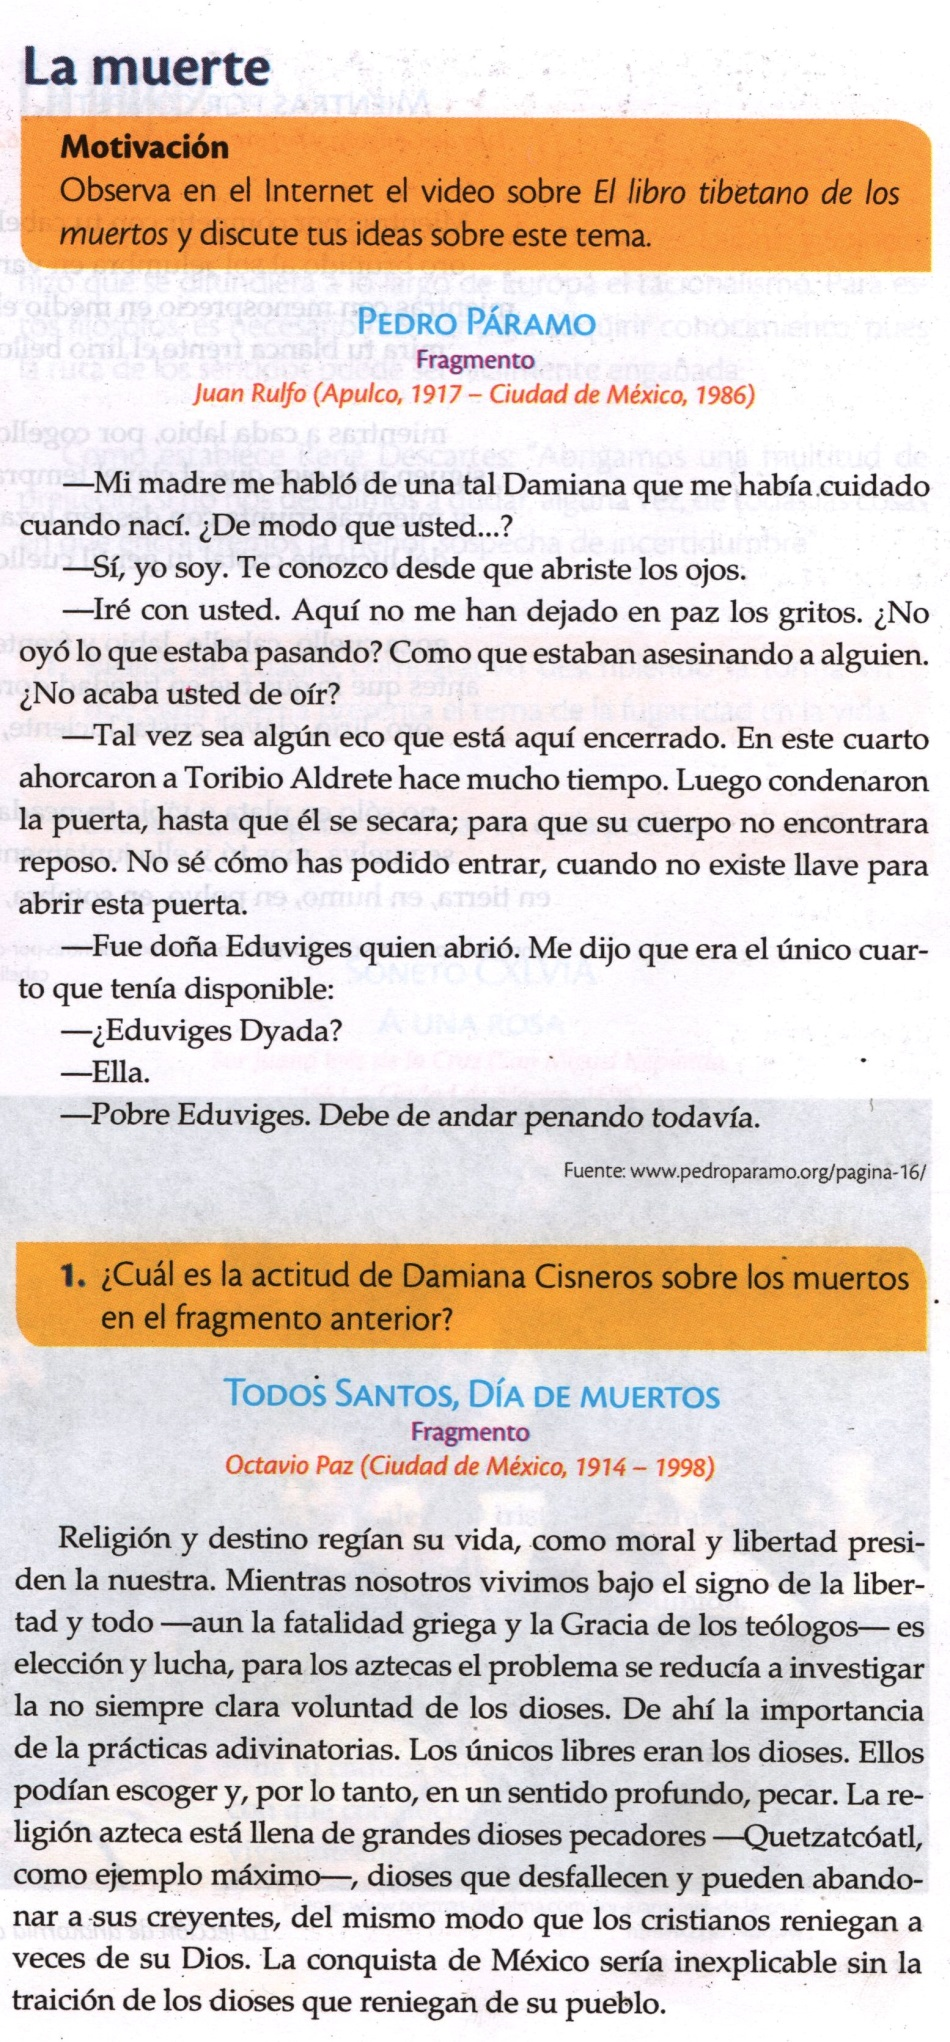 La muerte
Motivación
Observa en el Internet el video sobre El libro tibetano de los
muertos y discute tus ideas sobre este tema.
PEDRO PÁRAMO
Fragmento
Juan Rulfo (Apulco, 1917 – Ciudad de México, 1986)
—Mi madre me habló de una tal Damiana que me había cuidado
cuando nací. ¿De modo que usted...?
—Sí, yo soy. Te conozco desde que abriste los ojos.
—Iré con usted. Aquí no me han dejado en paz los gritos. ¿No
oyó lo que estaba pasando? Como que estaban asesinando a alguien.
¿No acaba usted de oír?
—Tal vez sea algún eco que está aquí encerrado. En este cuarto
ahorcaron a Toribio Aldrete hace mucho tiempo. Luego condenaron
la puerta, hasta que él se secara; para que su cuerpo no encontrara
reposo. No sé cómo has podido entrar, cuando no existe llave para
abrir esta puerta.
—Fue doña Eduviges quien abrió. Me dijo que era el único cuar-
to que tenía disponible:
—¿Eduviges Dyada?
—Ella.
—Pobre Eduviges. Debe de andar penando todavía.
Fuente: www.pedroparamo.org/pagina-16/
1. ¿Cuál es la actitud de Damiana Cisneros sobre los muertos
en el fragmento anterior?
TODOS SANTOS, DÍA DE MUERTOS
Fragmento
Octavio Paz (Ciudad de México, 1914 – 1998)
Religión y destino regían su vida, como moral y libertad presi-
den la nuestra. Mientras nosotros vivimos bajo el signo de la liber-
tad y todo —aun la fatalidad griega y la Gracia de los teólogos— es
elección y lucha, para los aztecas el problema se reducía a investigar
la no siempre clara voluntad de los dioses. De ahí la importancia
de la prácticas adivinatorias. Los únicos libres eran los dioses. Ellos
podían escoger y, por lo tanto, en un sentido profundo, pecar. La re-
ligión azteca está llena de grandes dioses pecadores —Quetzatcóatl,
como ejemplo máximo—, dioses que desfallecen y pueden abando-
nar a sus creyentes, del mismo modo que los cristianos reniegan a
veces de su Dios. La conquista de México sería inexplicable sin la
traición de los dioses que reniegan de su pueblo.